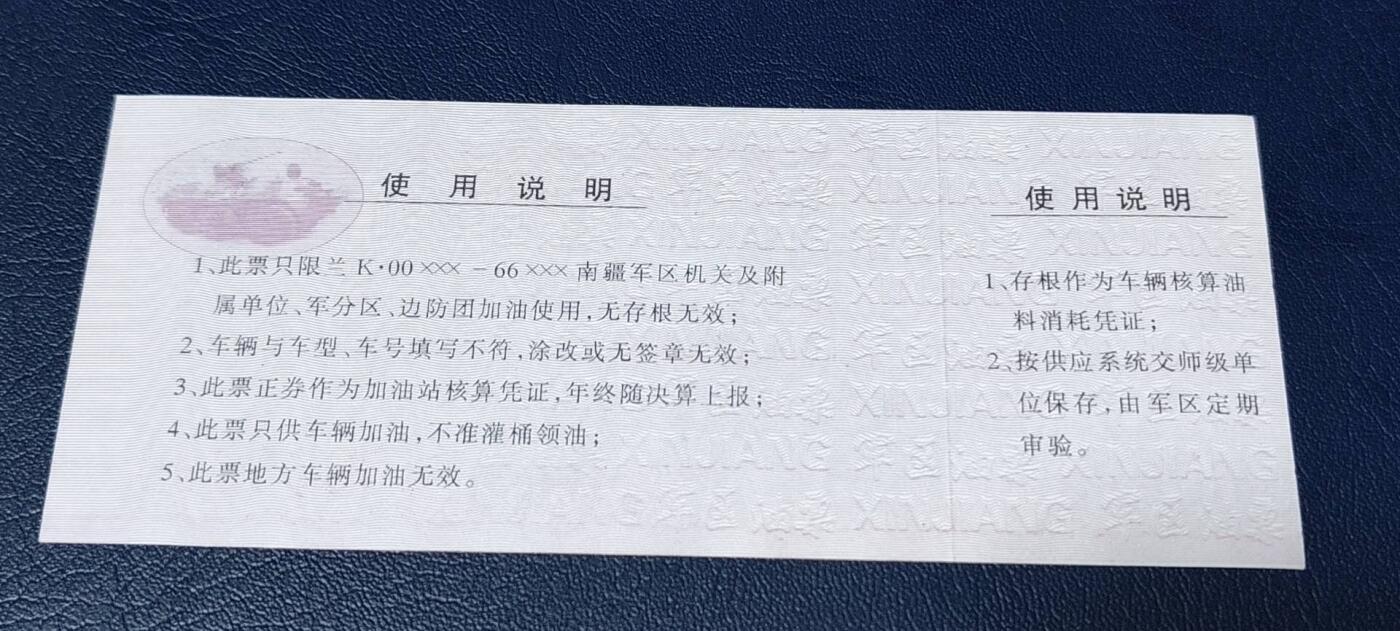 使用说明
1、此票只限兰K·00×××－66×××南疆军区机关及附
属单位、军分区、边防团加油使用,无存根无效;
2、车辆与车型、车号填写不符,涂改或无签章无效;
3、此票正券作为加油站核算凭证,年终随决算上报;
4、此票只供车辆加油,不准灌桶领油;
5、此票地方车辆加油无效。
使用说明
1、存根作为车辆核算油
料消耗凭证;
2、按供应系统交师级单
位保存,由军区定期
审验。